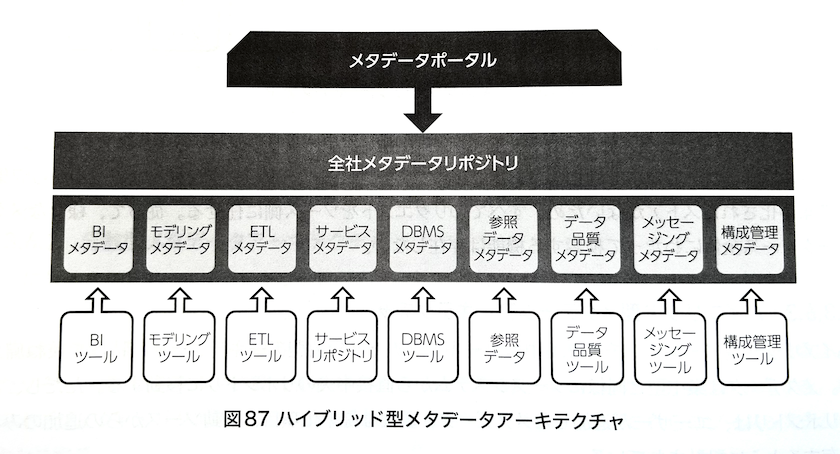 メタデータポータル
全社メタデータリポジトリ
BI
メタデータ
モデリング
メタデータ
ETL
メタデータ
サービス
メタデータ
DBMS
メタデータ
参照
データ
メタデータ
データ
品質
メタデータ
メッセー
ジング
メタデータ
構成管理
メタデータ
BI
ツール
モデリング
ツール
ETL
ツール
サービス
リポジトリ
DBMS
ツール
参照
データ
データ
品質
ツール
メッセー
ジング
ツール
構成管理
ツール
図87 ハイブリッド型メタデータアーキテクチャ